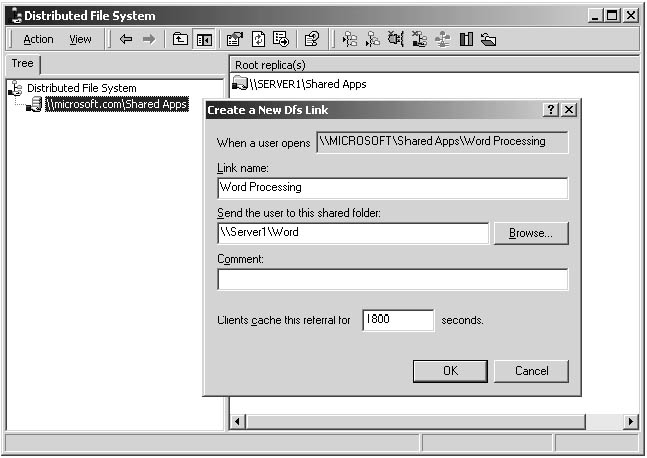 Distributed File System
Action View
Tree
Root replica(s)
Distributed File System
\\SERVER1\Shared Apps
\\microsoft.com\Shared Apps
Create a New Dfs Link
When a user opens \\MICROSOFT\Shared Apps\Word Processing
Link name:
Word Processing
Send the user to this shared folder:
\\Server1\Word
Browse...
Comment:
Clients cache this referral for 1800 seconds.
OK Cancel